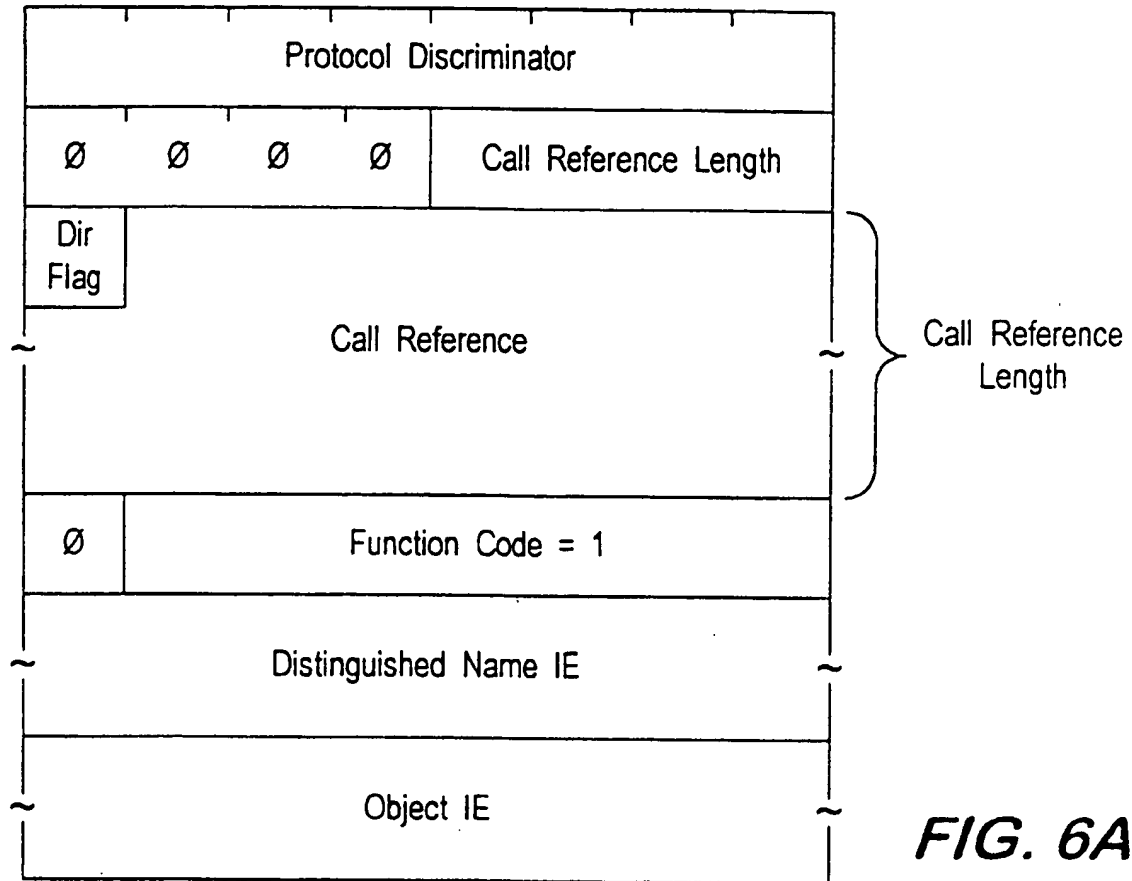 Protocol Discriminator
Ø Ø Ø Ø Call Reference Length
Dir
Flag
Call Reference
Call Reference
Length
Ø Function Code = 1
Distinguished Name IE
Object IE
FIG. 6A